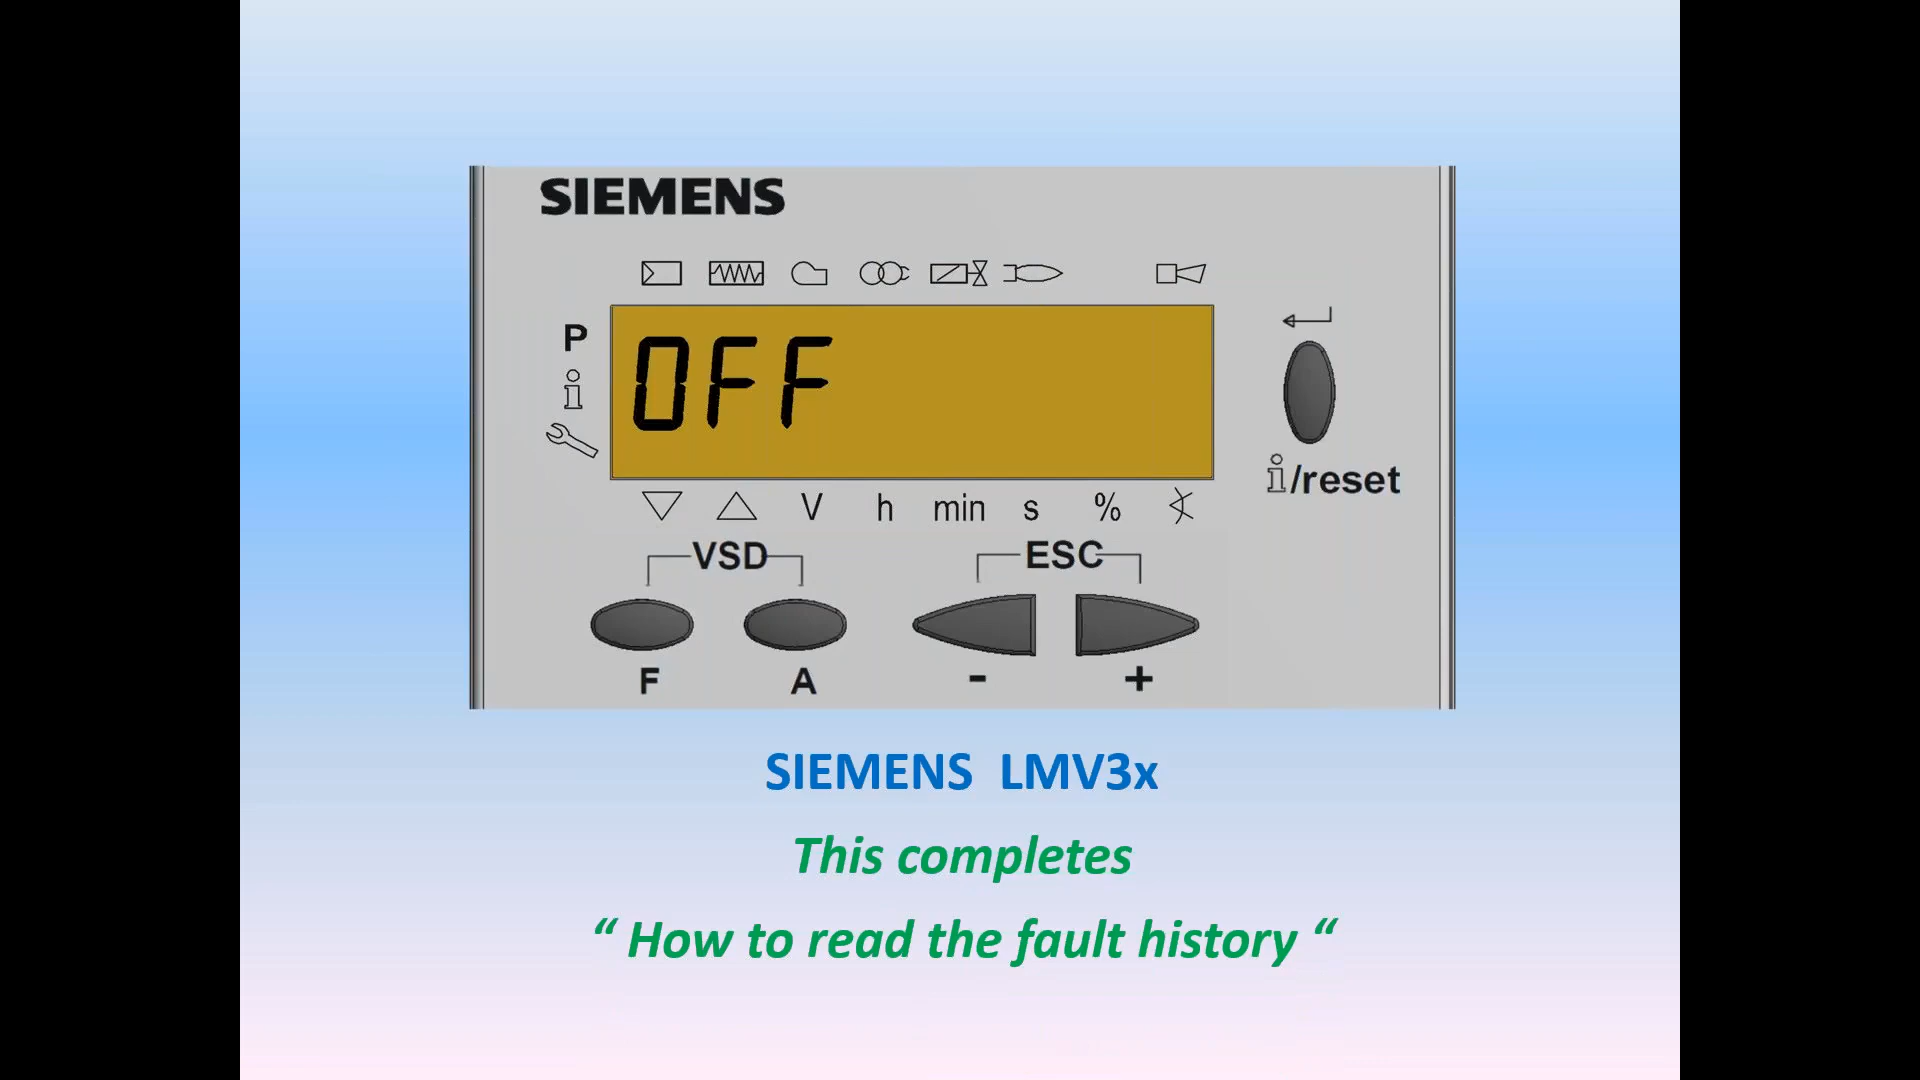 SIEMENS
P
OFF
i
i/reset
V h min s %
VSD ESC
F A - +
SIEMENS LMV3x
This completes
“ How to read the fault history “